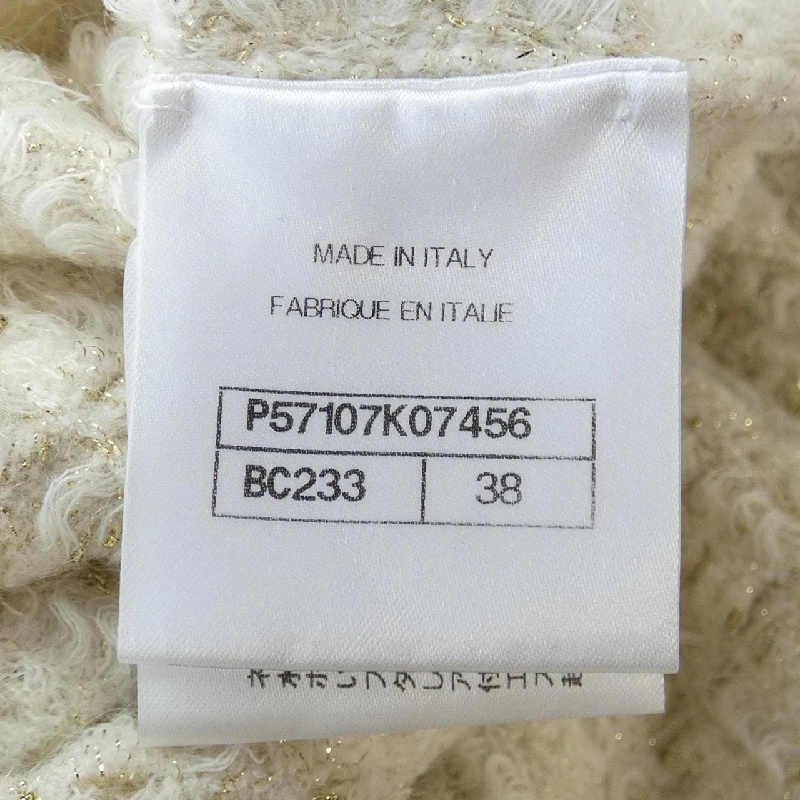 MADE IN ITALY
FABRIQUE EN ITALIE
P57107K07456
BC233 38